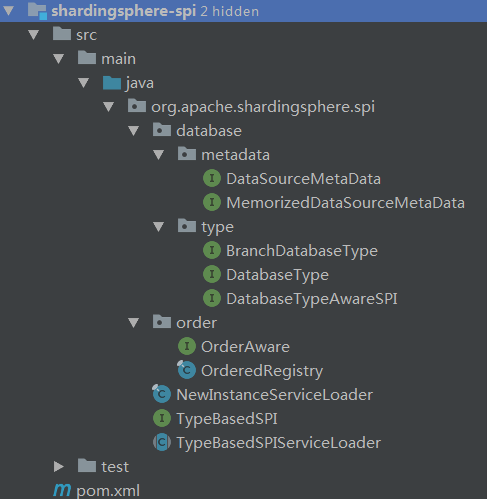 shardingsphere-spi 2 hidden
src
main
java
org.apache.shardingsphere.spi
database
metadata
DataSourceMetaData
MemorizedDataSourceMetaData
type
BranchDatabaseType
DatabaseType
DatabaseTypeAwareSPI
order
OrderAware
OrderedRegistry
NewInstanceServiceLoader
TypeBasedSPI
TypeBasedSPIServiceLoader
test
pom.xml